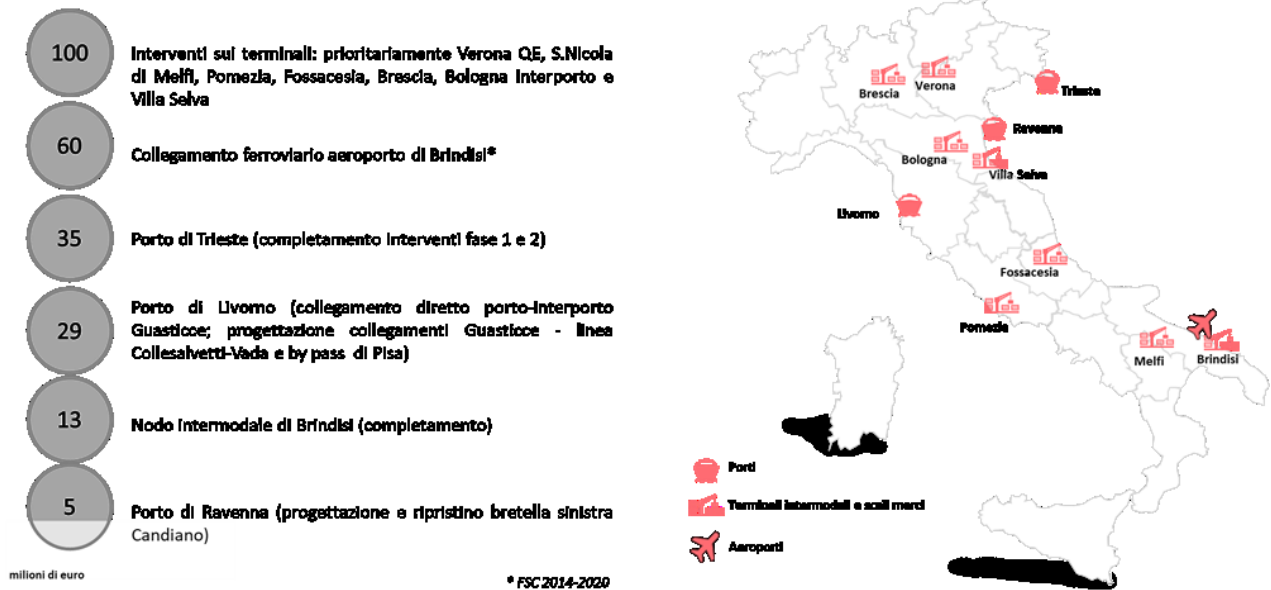 100
Interventi sui terminali: prioritariamente Verona QE, S.Nicola
di Melfi, Pomezia, Fossacesia, Brescia, Bologna Interporto e
Villa Selva
60
Collegamento ferroviario aeroporto di Brindisi*
35
Porto di Trieste (completamento interventi fase 1 e 2)
29
Porto di Livorno (collegamento diretto porto-interporto
Guasticce; progettazione collegamenti Guasticce - linea
Collesalvetti-Vada e by pass di Pisa)
13
Nodo intermodale di Brindisi (completamento)
5
Porto di Ravenna (progettazione e ripristino bretella sinistra
Candiano)
milioni di euro
* FSC 2014-2020
Brescia
Verona
Trieste
Ravenna
Bologna
Villa Selva
Livorno
Fossacesia
Pomezia
Melfi
Brindisi
Porti
Terminali intermodali e scali merci
Aeroporti